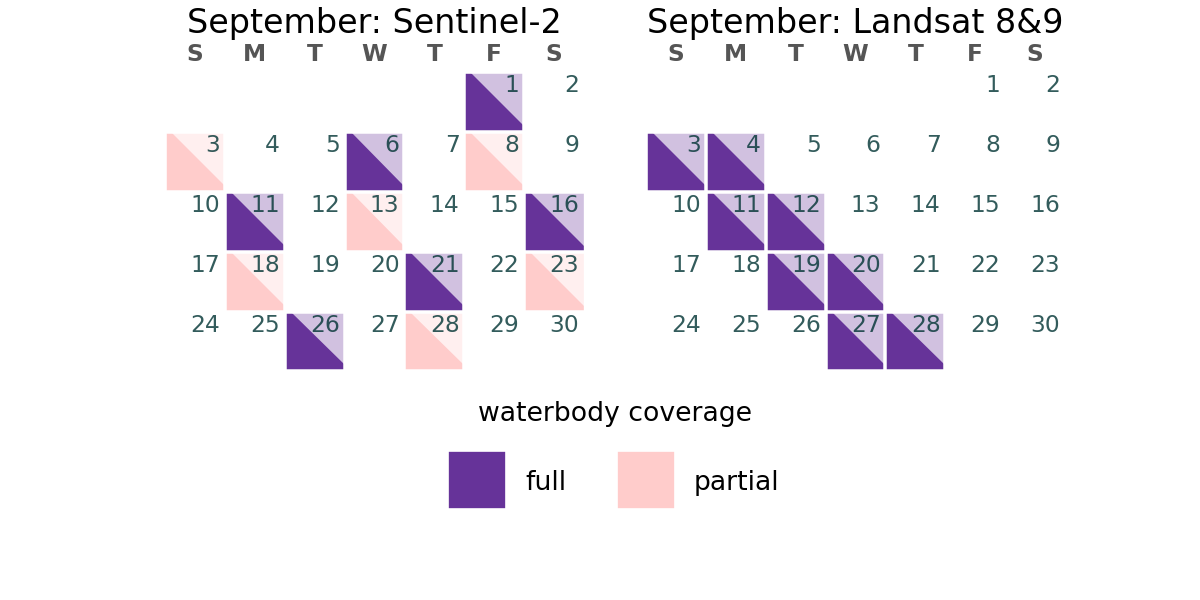 September: Sentinel-2
S M T W T F S
1 2
3 4 5 6 7 8 9
10 11 12 13 14 15 16
17 18 19 20 21 22 23
24 25 26 27 28 29 30
September: Landsat 8&9
S M T W T F S
1 2
3 4 5 6 7 8 9
10 11 12 13 14 15 16
17 18 19 20 21 22 23
24 25 26 27 28 29 30
waterbody coverage
full partial